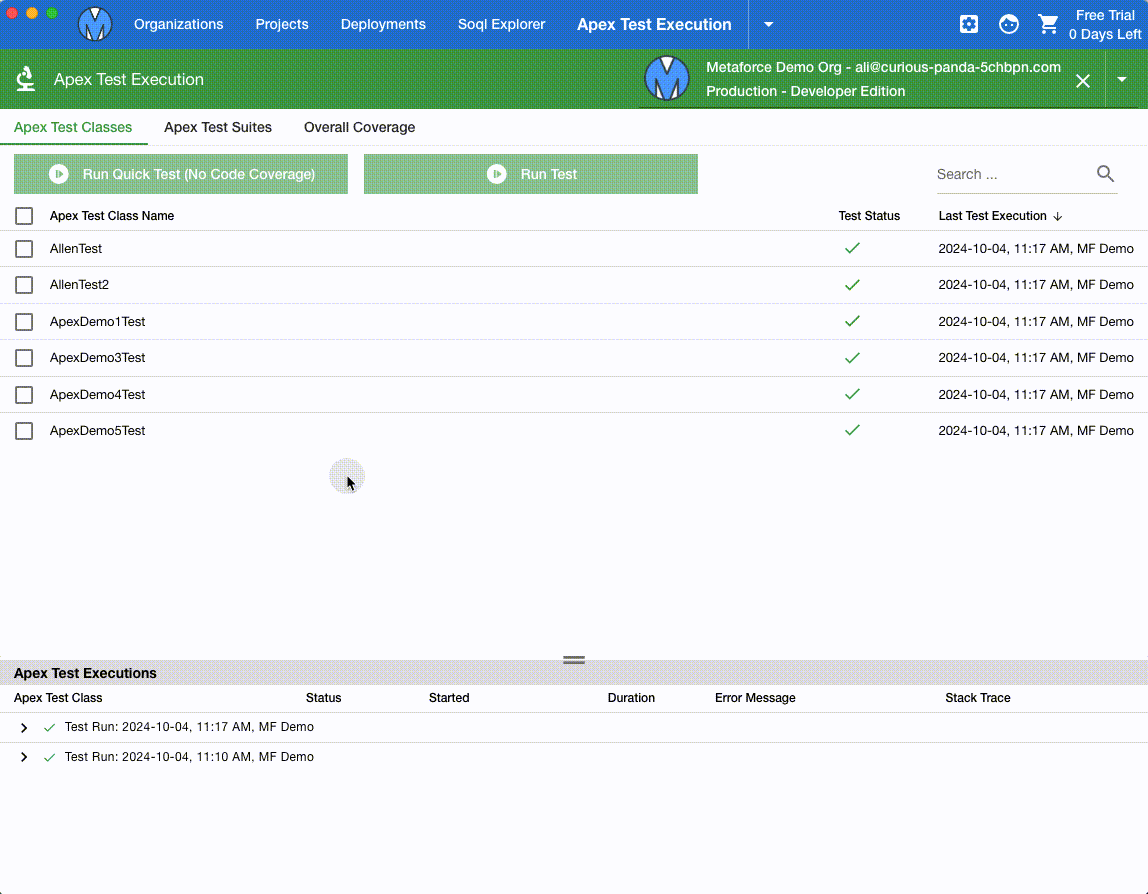 Organizations Projects Deployments Soql Explorer Apex Test Execution Free Trial
0 Days Left
Apex Test Execution
Metaforce Demo Org - ali@curious-panda-5chbpn.com
Production - Developer Edition
Apex Test Classes Apex Test Suites Overall Coverage
Run Quick Test (No Code Coverage) Run Test Search ...
Apex Test Class Name Test Status Last Test Execution
AllenTest 2024-10-04, 11:17 AM, MF Demo
AllenTest2 2024-10-04, 11:17 AM, MF Demo
ApexDemo1Test 2024-10-04, 11:17 AM, MF Demo
ApexDemo3Test 2024-10-04, 11:17 AM, MF Demo
ApexDemo4Test 2024-10-04, 11:17 AM, MF Demo
ApexDemo5Test 2024-10-04, 11:17 AM, MF Demo
Apex Test Executions
Apex Test Class Status Started Duration Error Message Stack Trace
Test Run: 2024-10-04, 11:17 AM, MF Demo
Test Run: 2024-10-04, 11:10 AM, MF Demo